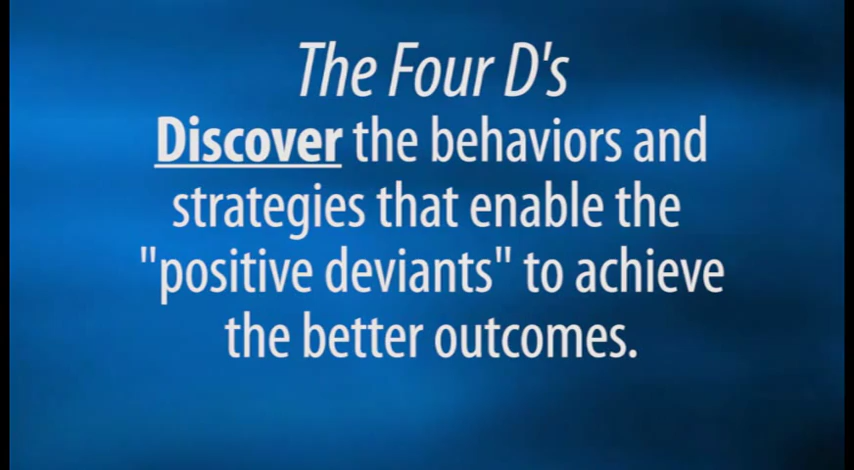 The Four D's
Discover the behaviors and
strategies that enable the
"positive deviants" to achieve
the better outcomes.